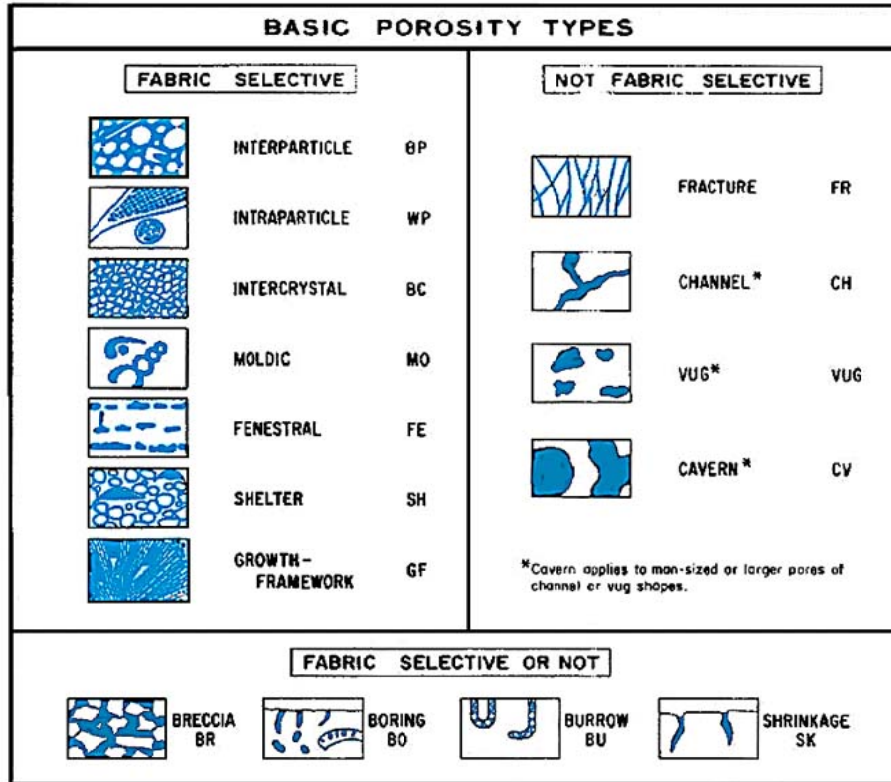 BASIC POROSITY TYPES
FABRIC SELECTIVE
INTERPARTICLE BP
INTRAPARTICLE WP
INTERCRYSTAL BC
MOLDIC MO
FENESTRAL FE
SHELTER SH
GROWTH-
FRAMEWORK GF
NOT FABRIC SELECTIVE
FRACTURE FR
CHANNEL* CH
VUG* VUG
CAVERN* CV
*Cavern applies to man-sized or larger pores of
channel or vug shapes.
FABRIC SELECTIVE OR NOT
BRECCIA
BR
BORING
BO
BURROW
BU
SHRINKAGE
SK